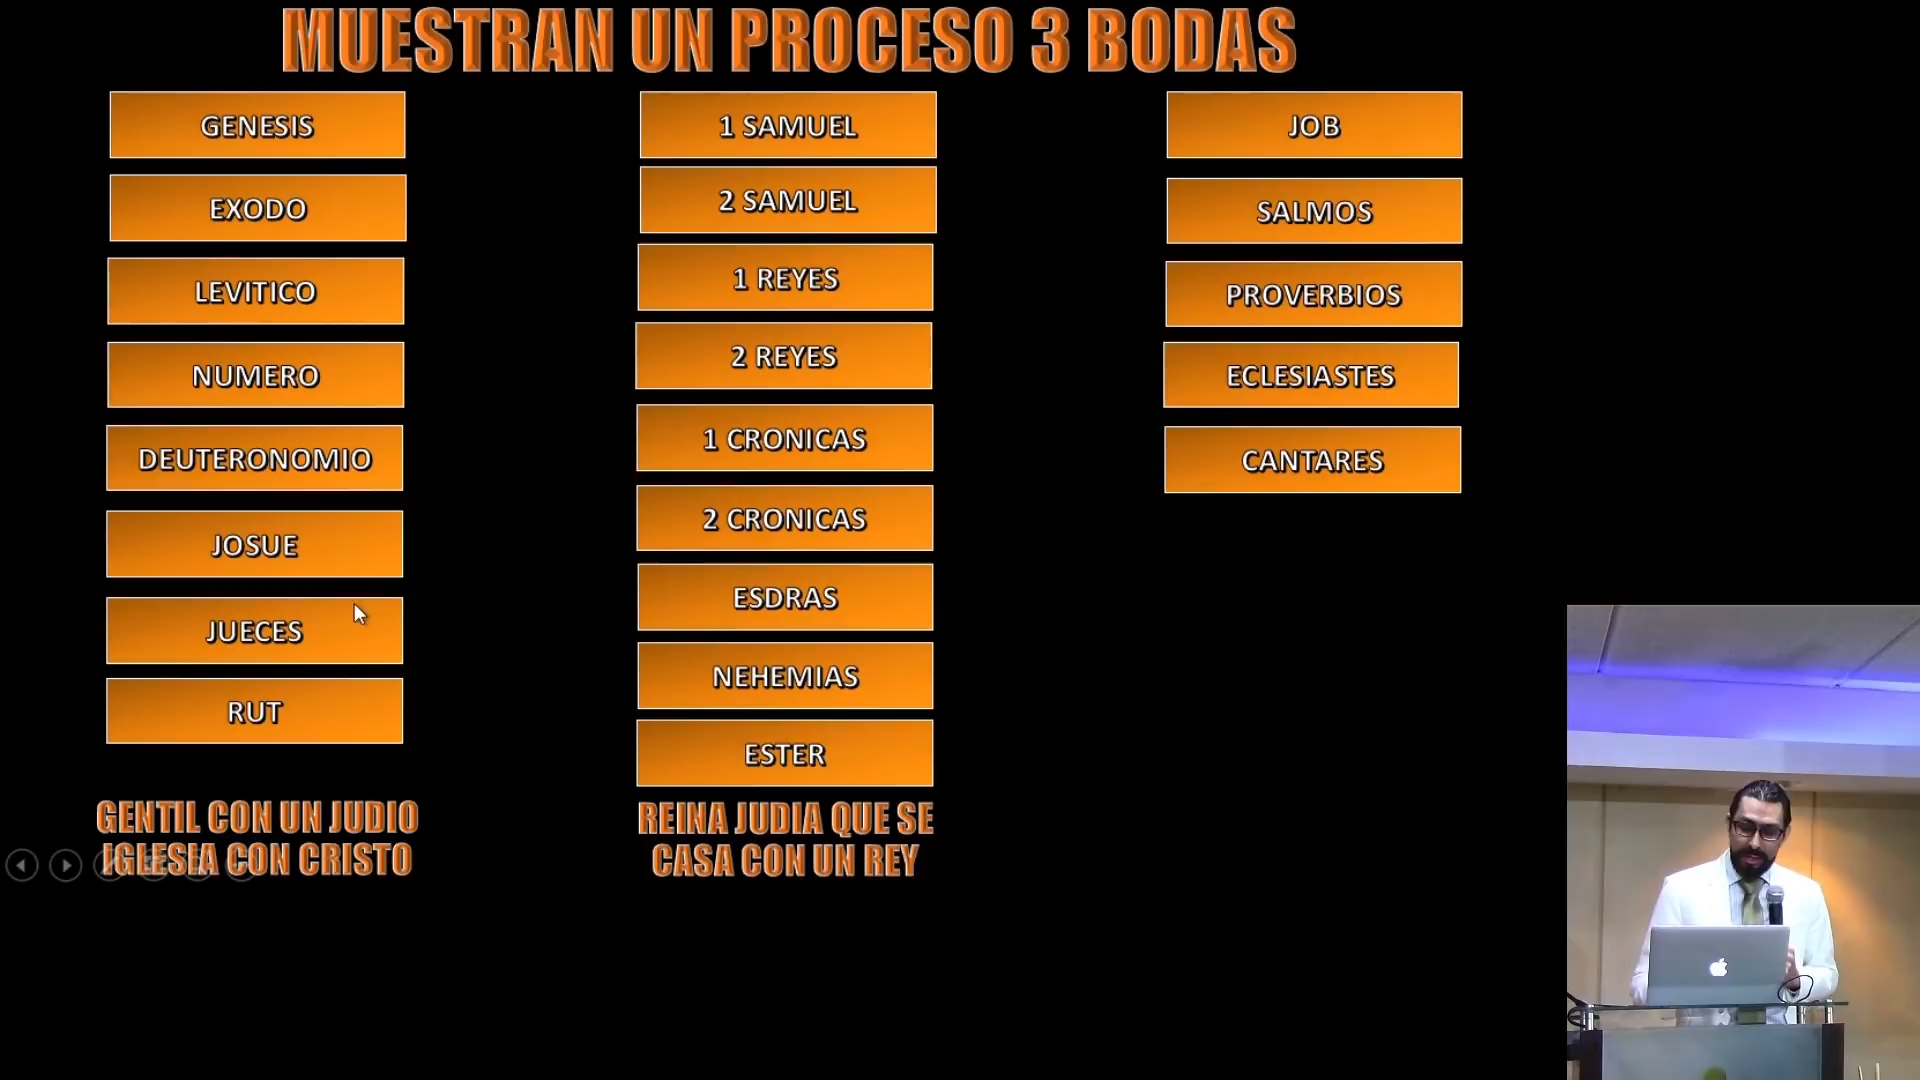 MUESTRAN UN PROCESO 3 BODAS
GENESIS
EXODO
LEVITICO
NUMERO
DEUTERONOMIO
JOSUE
JUECES
RUT
GENTIL CON UN JUDIO
IGLESIA CON CRISTO
1 SAMUEL
2 SAMUEL
1 REYES
2 REYES
1 CRONICAS
2 CRONICAS
ESDRAS
NEHEMIAS
ESTER
REINA JUDIA QUE SE
CASA CON UN REY
JOB
SALMOS
PROVERBIOS
ECLESIASTES
CANTARES